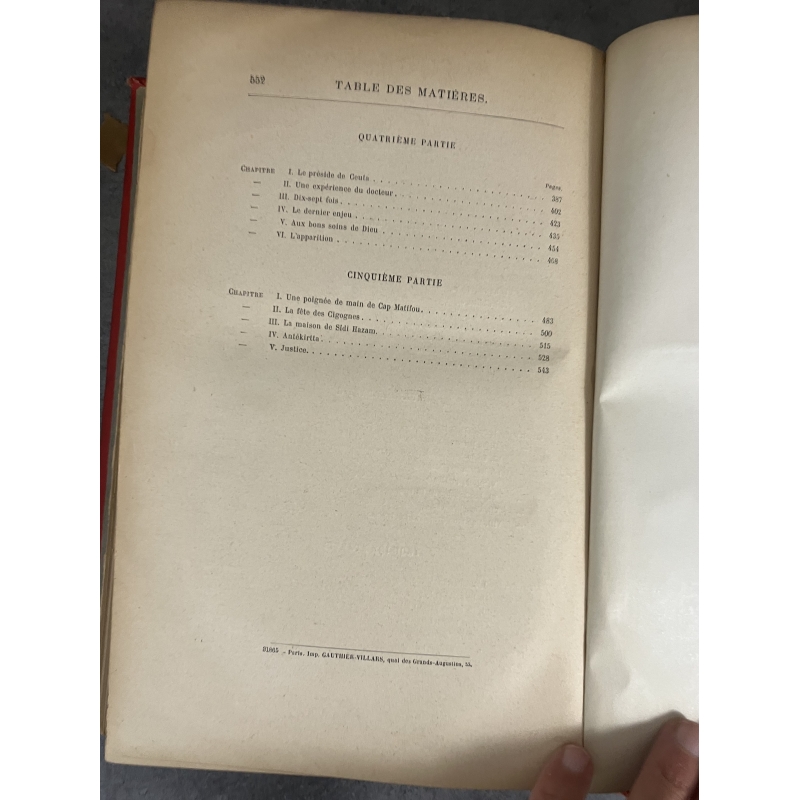 552
TABLE DES MATIÈRES.
QUATRIÈME PARTIE
Pages.
CHAPITRE I. Le préside de Ceuta . . . . . . . . . . 387
— II. Une expérience du docteur . . . . . . . . . . 402
— III. Dix-sept fois . . . . . . . . . . 423
— IV. Le dernier enjeu . . . . . . . . . . 435
— V. Aux bons soins de Dieu . . . . . . . . . . 454
— VI. L'apparition . . . . . . . . . . 468
CINQUIÈME PARTIE
CHAPITRE I. Une poignée de main de Cap Matifou . . . . . . . . . . 483
— II. La fête des Cigognes . . . . . . . . . . 500
— III. La maison de Sîdi Hazam . . . . . . . . . . 515
— IV. Antékirtta . . . . . . . . . . 528
— V. Justice . . . . . . . . . . 543
31865 — Paris. Imp. GAUTHIER-VILLARS, quai des Grands-Augustins, 55.